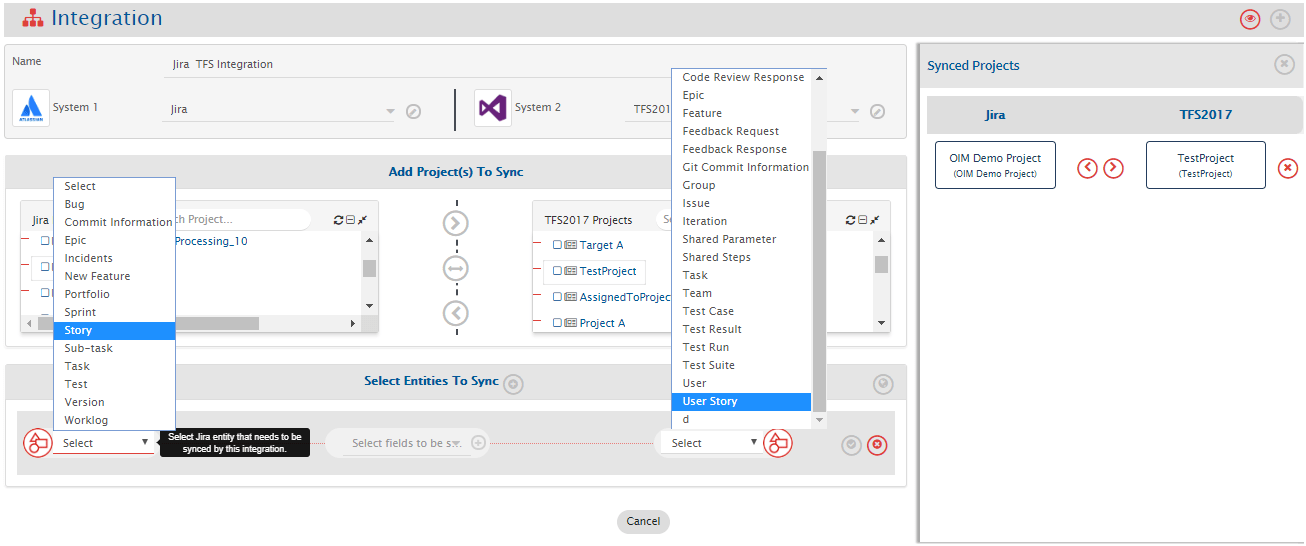 Integration
Name
Jira TFS Integration
System 1
Jira
System 2
TFS201
Add Project(s) To Sync
Jira
ch Project...
Processing_10
TFS2017 Projects
Se
Target A
TestProject
AssignedToProject
Project A
Select
Bug
Commit Information
Epic
Incidents
New Feature
Portfolio
Sprint
Story
Sub-task
Task
Test
Version
Worklog
Code Review Response
Epic
Feature
Feedback Request
Feedback Response
Git Commit Information
Group
Issue
Iteration
Shared Parameter
Shared Steps
Task
Team
Test Case
Test Result
Test Run
Test Suite
User
User Story
d
Select Entities To Sync
Select
Select Jira entity that needs to be
synced by this integration.
Select fields to be s...
Select
Cancel
Synced Projects
Jira
TFS2017
OIM Demo Project
(OIM Demo Project)
TestProject
(TestProject)